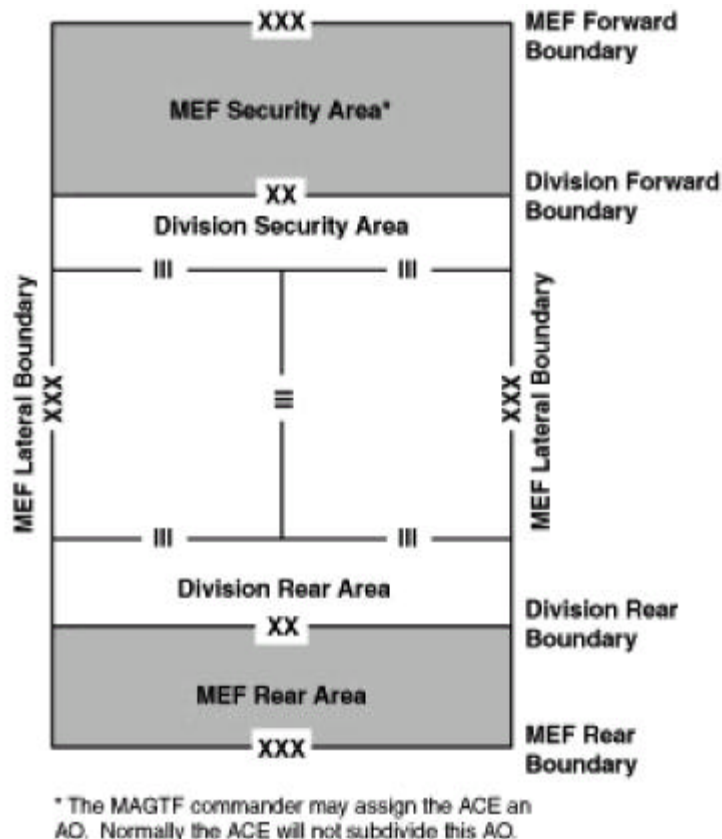 XXX
MEF Forward
Boundary
MEF Security Area*
XX
Division Forward
Boundary
Division Security Area
III
III
MEF Lateral Boundary
XXX
III
XXX
MEF Lateral Boundary
III
III
Division Rear Area
XX
Division Rear
Boundary
MEF Rear Area
XXX
MEF Rear
Boundary
* The MAGTF commander may assign the ACE an
AO. Normally the ACE will not subdivide this AO.